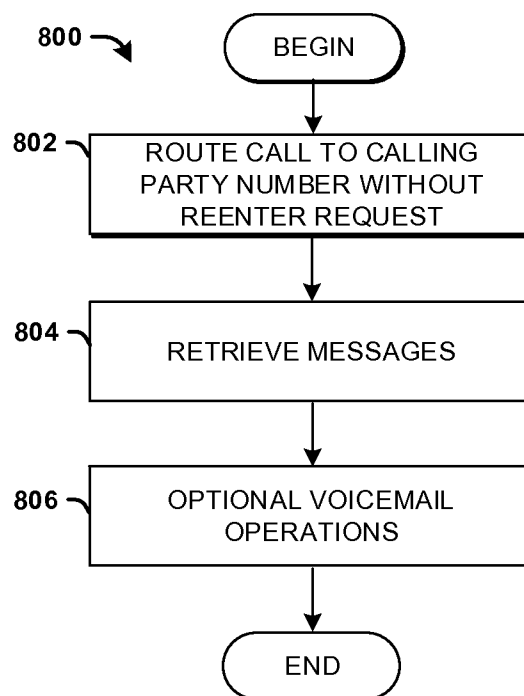 800
BEGIN
802
ROUTE CALL TO CALLING
PARTY NUMBER WITHOUT
REENTER REQUEST
804
RETRIEVE MESSAGES
806
OPTIONAL VOICEMAIL
OPERATIONS
END